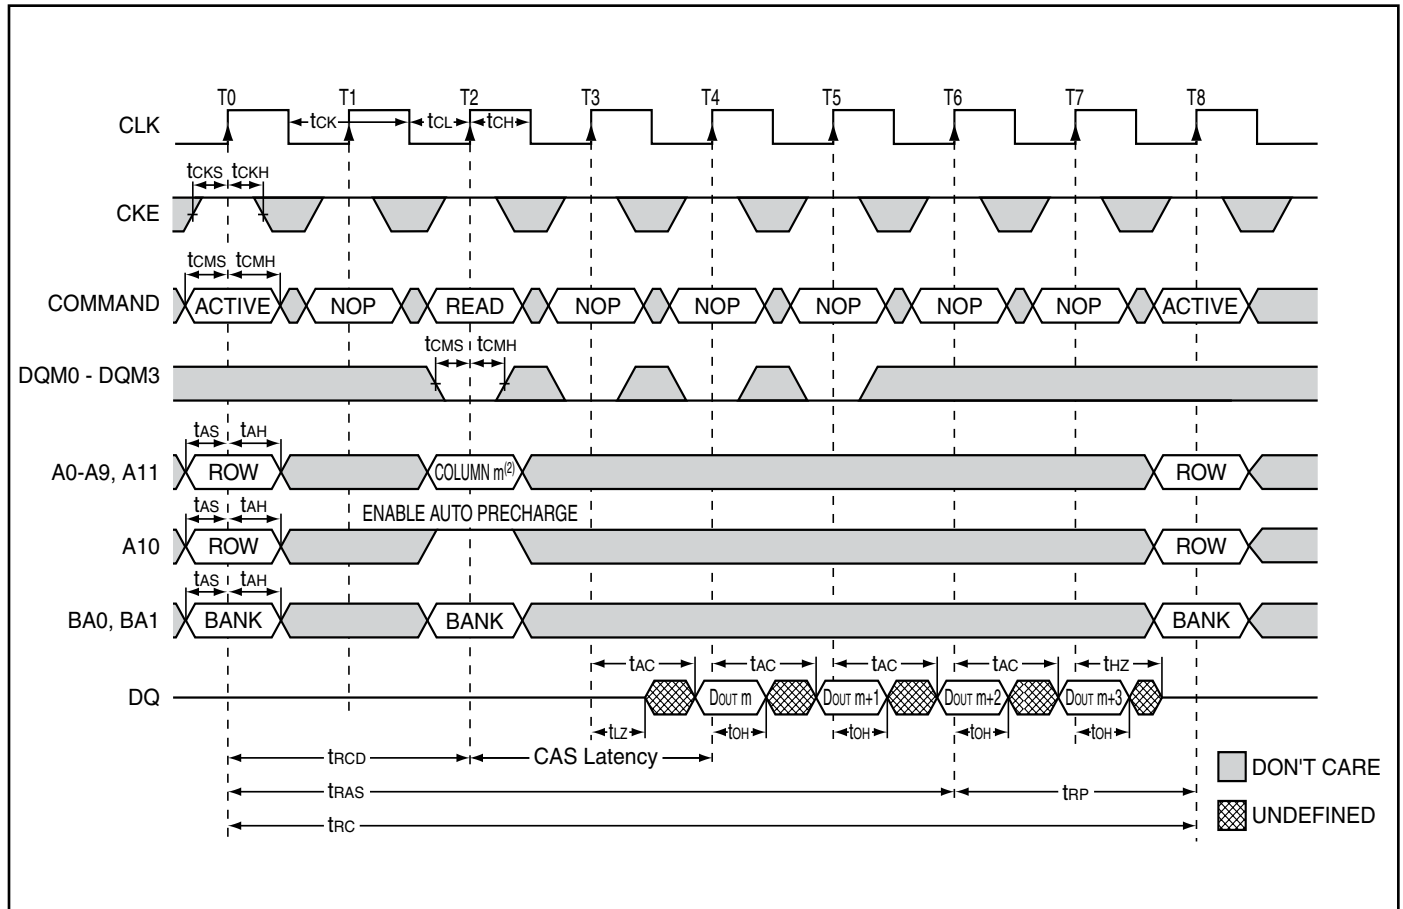 T0 T1 T2 T3 T4 T5 T6 T7 T8
CLK tCK tCL tCH
tCKS tCKH
CKE
tCMS tCMH
COMMAND ACTIVE NOP READ NOP NOP NOP NOP NOP ACTIVE
tCMS tCMH
DQM0 - DQM3
tAS tAH
A0-A9, A11 ROW COLUMN m(2) ROW
tAS tAH ENABLE AUTO PRECHARGE
A10 ROW ROW
tAS tAH
BA0, BA1 BANK BANK BANK
tAC tAC tAC tAC tHZ
DQ DOUT m DOUT m+1 DOUT m+2 DOUT m+3
tLZ tOH tOH tOH tOH
tRCD CAS Latency
DON'T CARE
tRAS tRP
UNDEFINED
tRC